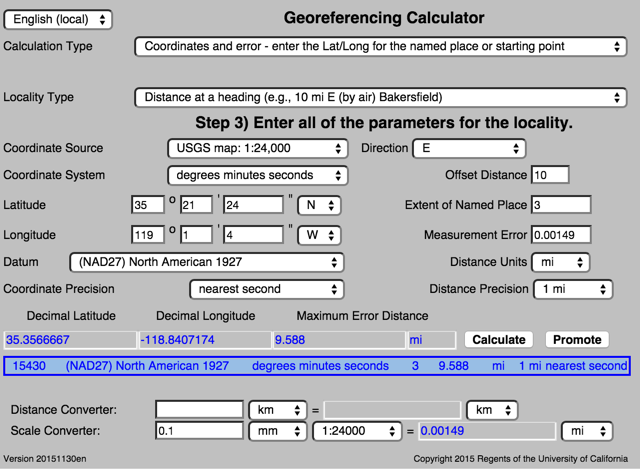 English (local)
Georeferencing Calculator
Calculation Type Coordinates and error - enter the Lat/Long for the named place or starting point
Locality Type Distance at a heading (e.g., 10 mi E (by air) Bakersfield)
Step 3) Enter all of the parameters for the locality.
Coordinate Source USGS map: 1:24,000 Direction E
Coordinate System degrees minutes seconds Offset Distance 10
Latitude 35 o 21 ' 24 " N Extent of Named Place 3
Longitude 119 o 1 ' 4 " W Measurement Error 0.00149
Datum (NAD27) North American 1927 Distance Units mi
Coordinate Precision nearest second Distance Precision 1 mi
Decimal Latitude Decimal Longitude Maximum Error Distance
35.3566667 -118.8407174 9.588 mi Calculate Promote
15430 (NAD27) North American 1927 degrees minutes seconds 3 9.588 mi 1 mi nearest second
Distance Converter: km = km
Scale Converter: 0.1 mm 1:24000 = 0.00149 mi
Version 20151130en Copyright 2015 Regents of the University of California